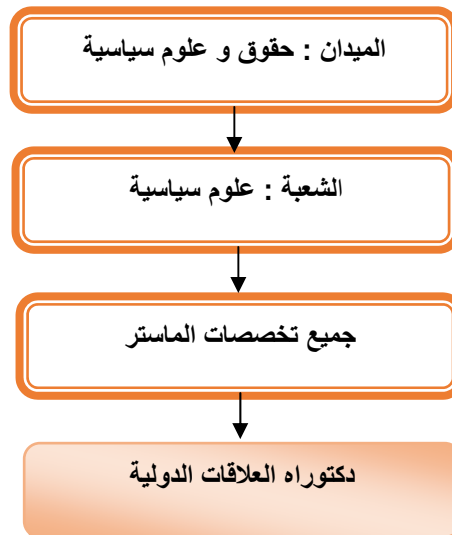 الميدان : حقوق و علوم سياسية
الشعبة : علوم سياسية
جميع تخصصات الماستر
دكتوراه العلاقات الدولية